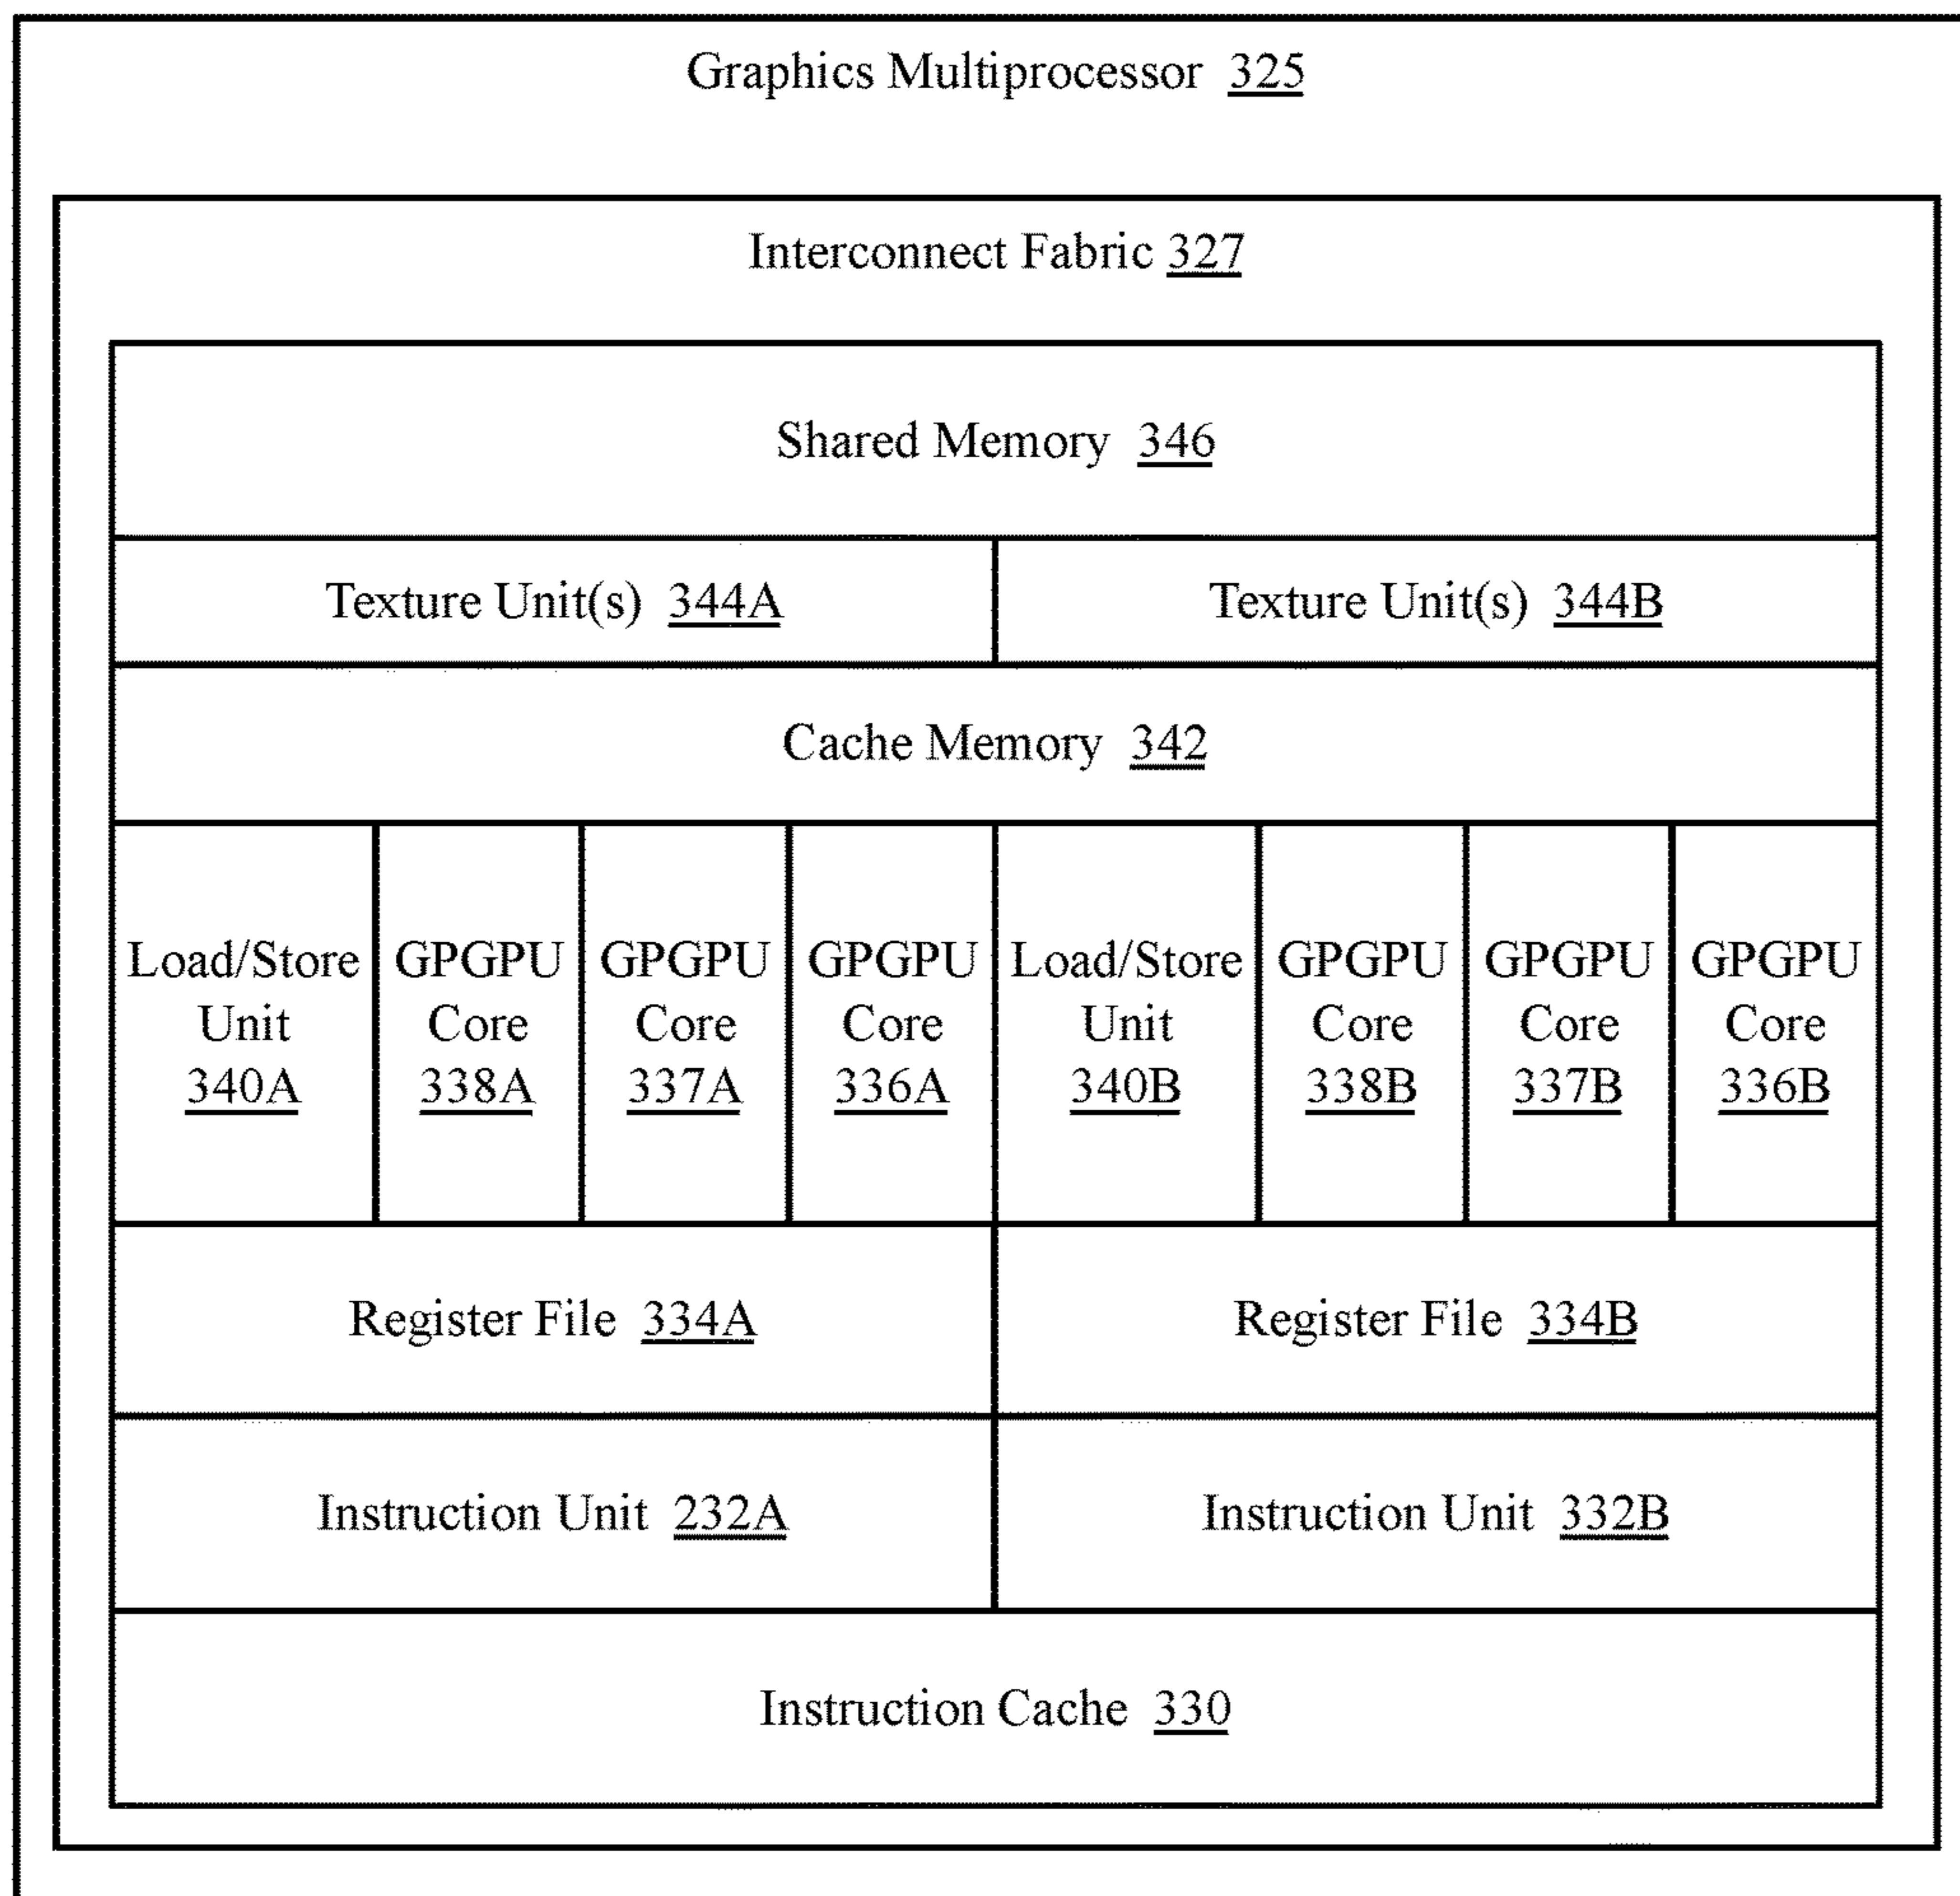 Graphics Multiprocessor 325
Interconnect Fabric 327
Shared Memory 346
Texture Unit(s) 344A
Texture Unit(s) 344B
Cache Memory 342
Load/Store
Unit
340A
GPGPU
Core
338A
GPGPU
Core
337A
GPGPU
Core
336A
Load/Store
Unit
340B
GPGPU
Core
338B
GPGPU
Core
337B
GPGPU
Core
336B
Register File 334A
Register File 334B
Instruction Unit 232A
Instruction Unit 332B
Instruction Cache 330